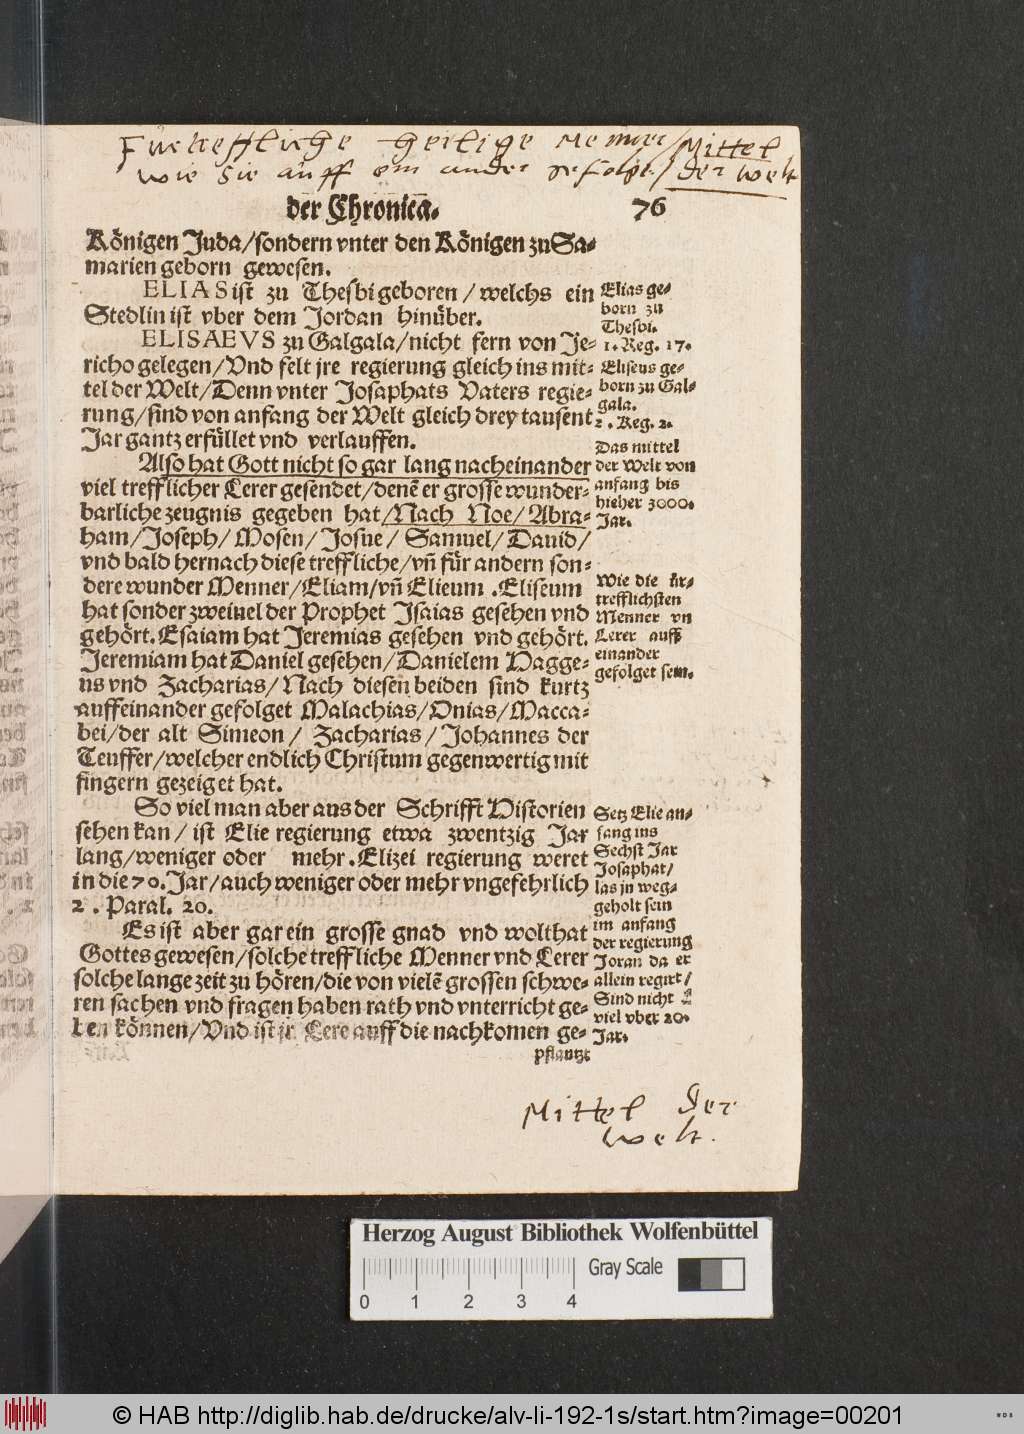 Fürtreffliche Heilige Menner / Mittel
wie Sie auff ein ander gefolget. / der Welt
der Chronica.
76
Königen Juda/sondern vnter den Königen zu Sa-
marien geborn gewesen.
ELIAS ist zu Thesbi geboren/welchs ein
Stedlin ist vber dem Jordan hinüber.
ELISAEVS zu Galgala/nicht fern von Je-
richo gelegen/Vnd felt jre regierung gleich ins mit-
tel der Welt/Denn vnter Josaphats Vaters regie-
rung/sind von anfang der Welt gleich drey tausent
Jar gantz erfüllet vnd verlauffen.
Also hat Gott nicht so gar lang nacheinander
viel trefflicher Lerer gesendet/denē er grosse wunder-
barliche zeugnis gegeben hat/Nach Noe/Abra-
ham/Joseph/Mosen/Josue/Samuel/Dauid/
vnd bald hernach diese treffliche/vñ für andern son-
dere wunder Menner/Eliam/vñ Elieum. Eliseum
hat sonder zweiuel der Prophet Isaias gesehen vnd
gehört. Esaiam hat Jeremias gesehen vnd gehört.
Jeremiam hat Daniel gesehen/Danielem Hagge-
us vnd Zacharias/Nach diesen beiden sind kurtz
auffeinander gefolget Malachias/Onias/Macca-
bei/der alt Simeon/Zacharias/Johannes der
Teuffer/welcher endlich Christum gegenwertig mit
fingern gezeiget hat.
So viel man aber aus der Schrifft Historien
sehen kan/ist Elie regierung etwa zwentzig Jar
lang/weniger oder mehr. Elizei regierung weret
in die 70. Jar/auch weniger oder mehr vngefehrlich
2. Paral. 20.
Es ist aber gar ein grosse gnad vnd wolthat
Gottes gewesen/solche treffliche Menner vnd Lerer
solche lange zeit zu hören/die von vielē grossen schwe-
ren sachen vnd fragen haben rath vnd vnterricht ge-
ben können/Vnd ist jr Lere auff die nachkomen ge-
pflantzt
Elias ge-
born zu
Thesbi.
1. Reg. 17.
Eliseus ge-
born zu Gal-
gala.
2. Reg. 2.
Das mittel
der Welt von
anfang bis
hieher 3000.
Jar.
Wie die für-
trefflichsten
Menner vñ
Lerer auff
einander
gefolget sein.
Setz Elie an-
fang ins
Sechst Jar
Josaphat/
las jn weg-
geholt sein
im anfang
der regierung
Joran da er
allein regirt/
Sind nicht
viel vber 20.
Jar.
Mittel der
Welt.
Herzog August Bibliothek Wolfenbüttel
0 1 2 3 4
Gray Scale
© HAB http://diglib.hab.de/drucke/alv-li-192-1s/start.htm?image=00201